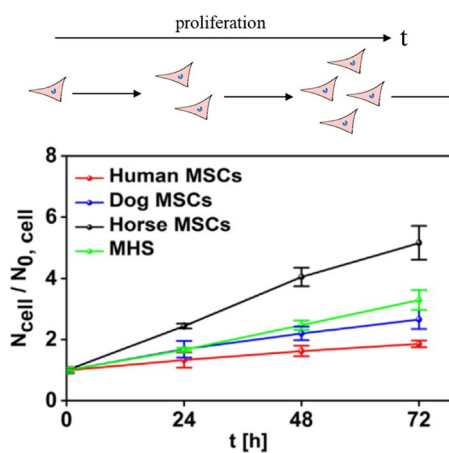 proliferation
t
8
6
4
2
0
N_cell / N_0, cell
Human MSCs
Dog MSCs
Horse MSCs
MHS
0 24 48 72
t [h]